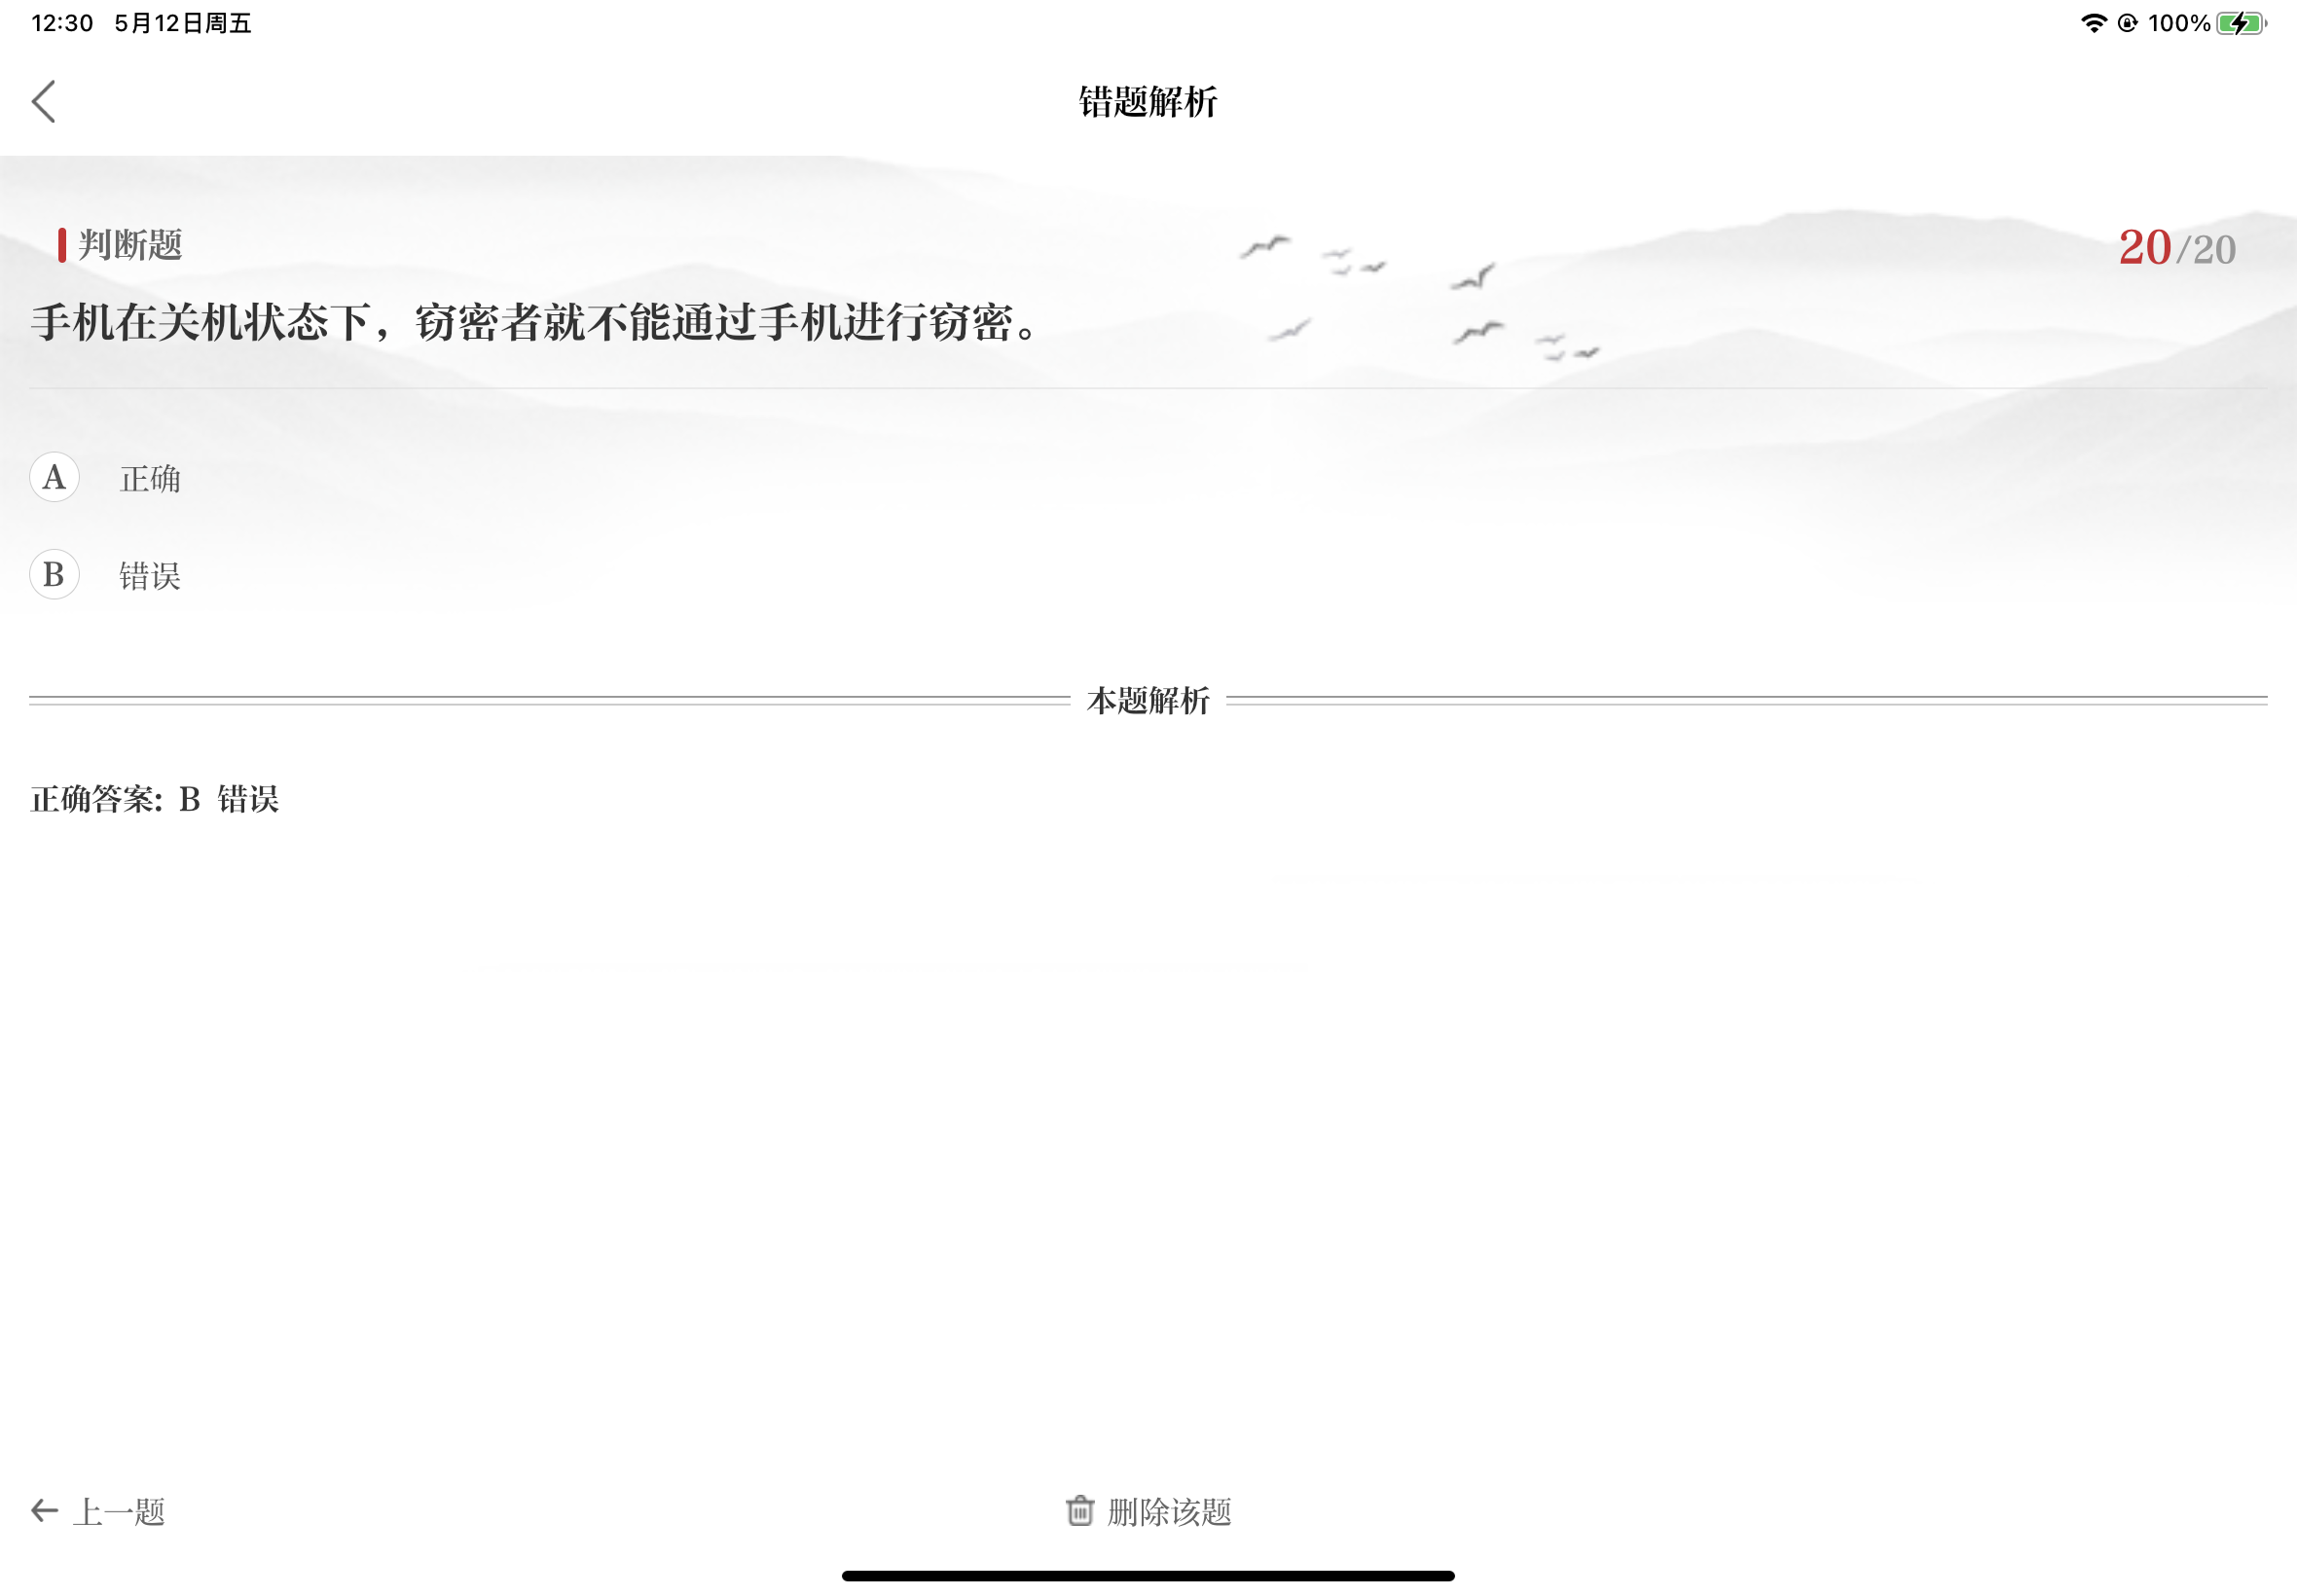 12:30 5月12日周五 100%
错题解析
判断题 20/20
手机在关机状态下，窃密者就不能通过手机进行窃密。
A 正确
B 错误
本题解析
正确答案: B 错误
上一题 删除该题